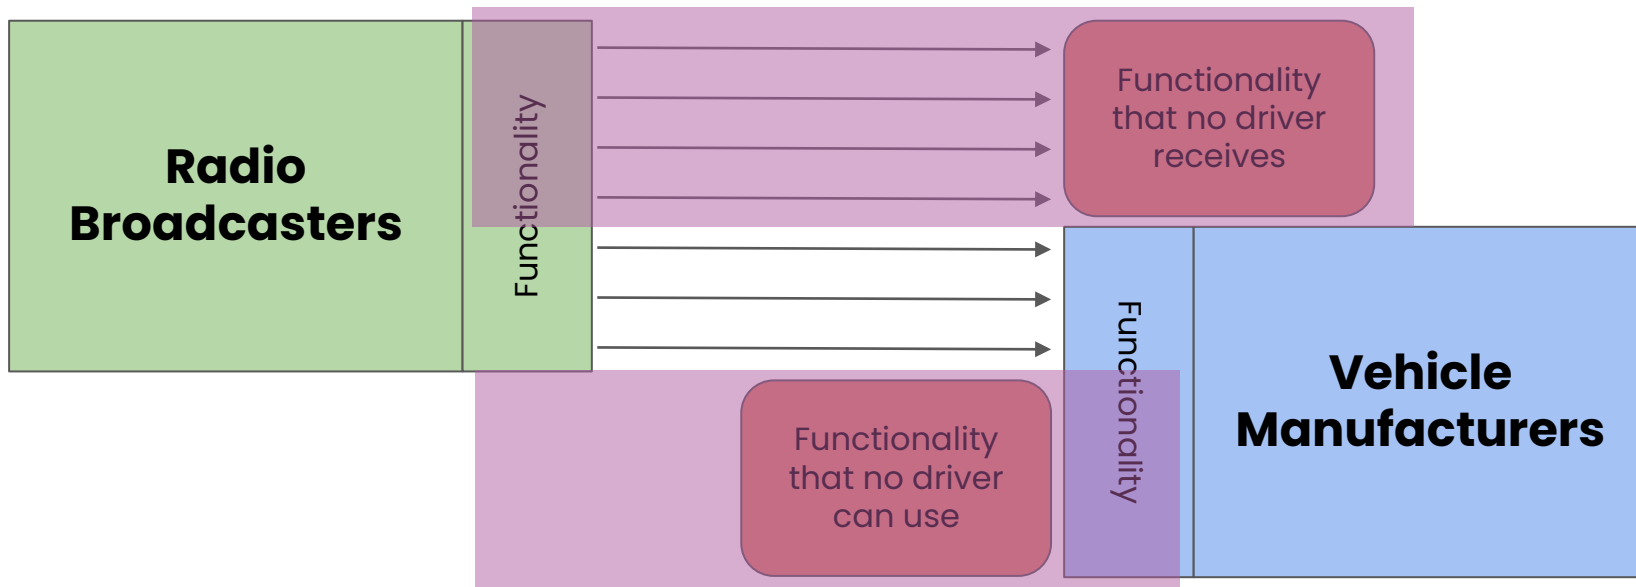 Radio
Broadcasters
Functionality
Functionality
that no driver
receives
Functionality
that no driver
can use
Functionality
Vehicle
Manufacturers